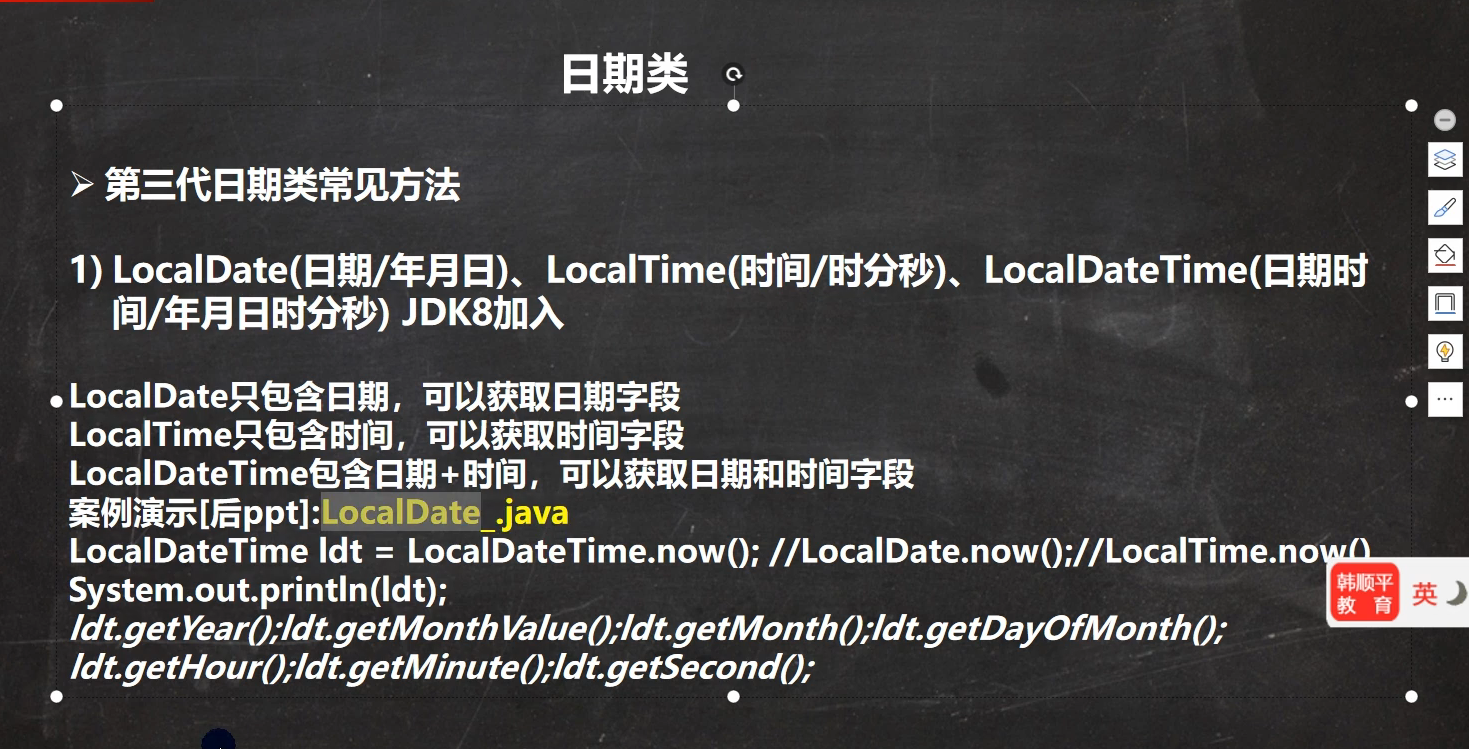 日期类
➢ 第三代日期类常见方法
1) LocalDate(日期/年月日)、LocalTime(时间/时分秒)、LocalDateTime(日期时
间/年月日时分秒) JDK8加入
LocalDate只包含日期，可以获取日期字段
LocalTime只包含时间，可以获取时间字段
LocalDateTime包含日期+时间，可以获取日期和时间字段
案例演示[后ppt]:LocalDate_.java
LocalDateTime ldt = LocalDateTime.now(); //LocalDate.now();//LocalTime.now()
System.out.println(ldt);
ldt.getYear();ldt.getMonthValue();ldt.getMonth();ldt.getDayOfMonth();
ldt.getHour();ldt.getMinute();ldt.getSecond();
韩顺平
教 育
英